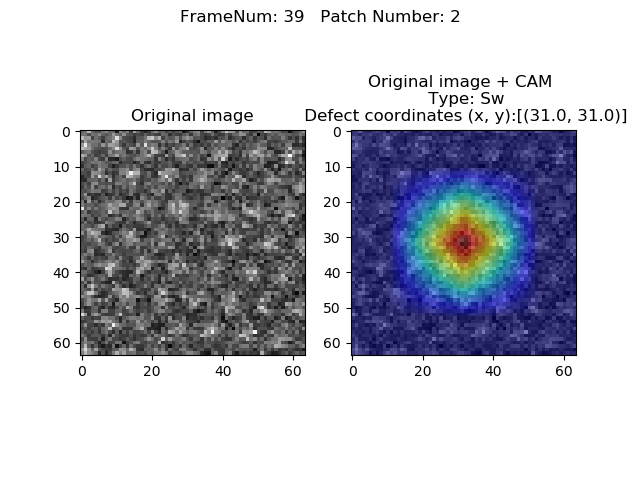 FrameNum: 39   Patch Number: 2
Original image
Original image + CAM
Type: Sw
Defect coordinates (x, y):[(31.0, 31.0)]
0
10
20
30
40
50
60
0 20 40 60
0
10
20
30
40
50
60
0 20 40 60